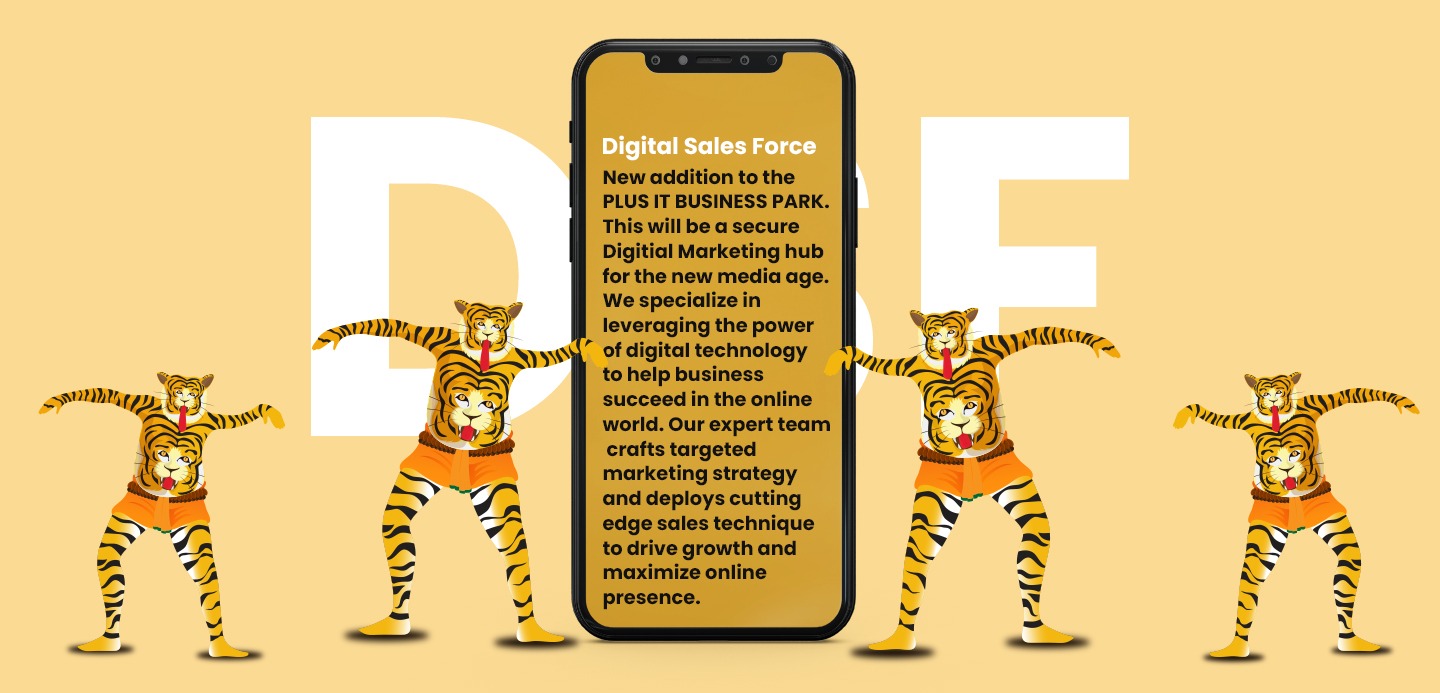 DSF
Digital Sales Force
New addition to the
PLUS IT BUSINESS PARK.
This will be a secure
Digitial Marketing hub
for the new media age.
We specialize in
leveraging the power
of digital technology
to help business
succeed in the online
world. Our expert team
crafts targeted
marketing strategy
and deploys cutting
edge sales technique
to drive growth and
maximize online
presence.